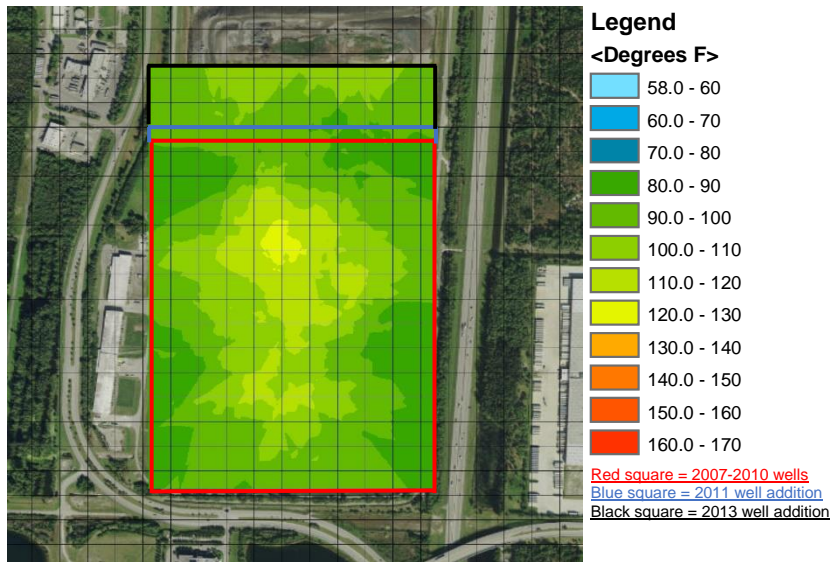 Legend
<Degrees F>
58.0 - 60
60.0 - 70
70.0 - 80
80.0 - 90
90.0 - 100
100.0 - 110
110.0 - 120
120.0 - 130
130.0 - 140
140.0 - 150
150.0 - 160
160.0 - 170
Red square = 2007-2010 wells
Blue square = 2011 well addition
Black square = 2013 well addition